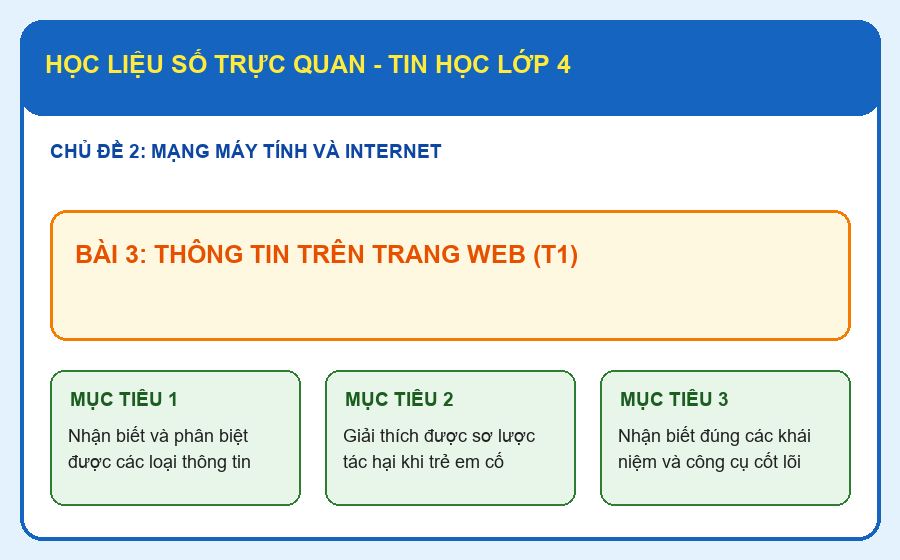 HỌC LIỆU SỐ TRỰC QUAN - TIN HỌC LỚP 4
CHỦ ĐỀ 2: MẠNG MÁY TÍNH VÀ INTERNET
BÀI 3: THÔNG TIN TRÊN TRANG WEB (T1)
MỤC TIÊU 1
Nhận biết và phân biệt
được các loại thông tin
MỤC TIÊU 2
Giải thích được sơ lược
tác hại khi trẻ em cố
MỤC TIÊU 3
Nhận biết đúng các khái
niệm và công cụ cốt lõi